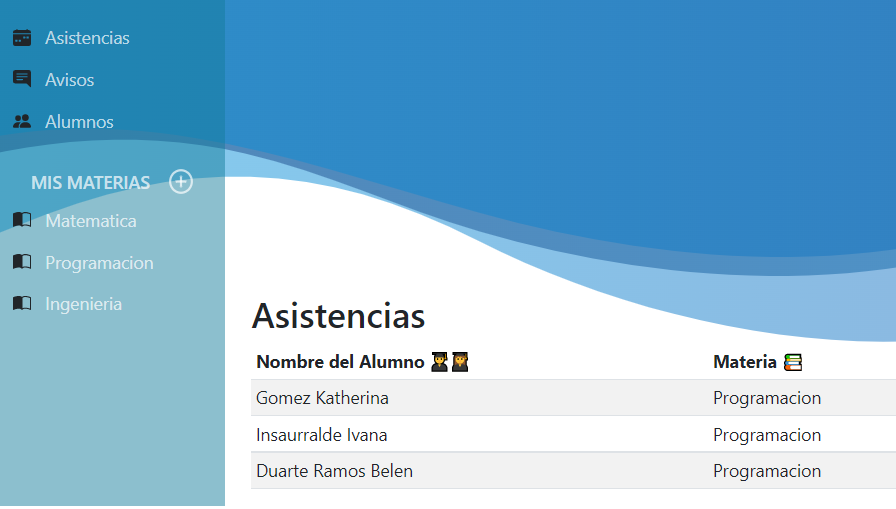 Asistencias
Avisos
Alumnos
MIS MATERIAS
Matematica
Programacion
Ingenieria
Asistencias
Nombre del Alumno Materia
Gomez Katherina Programacion
Insaurralde Ivana Programacion
Duarte Ramos Belen Programacion